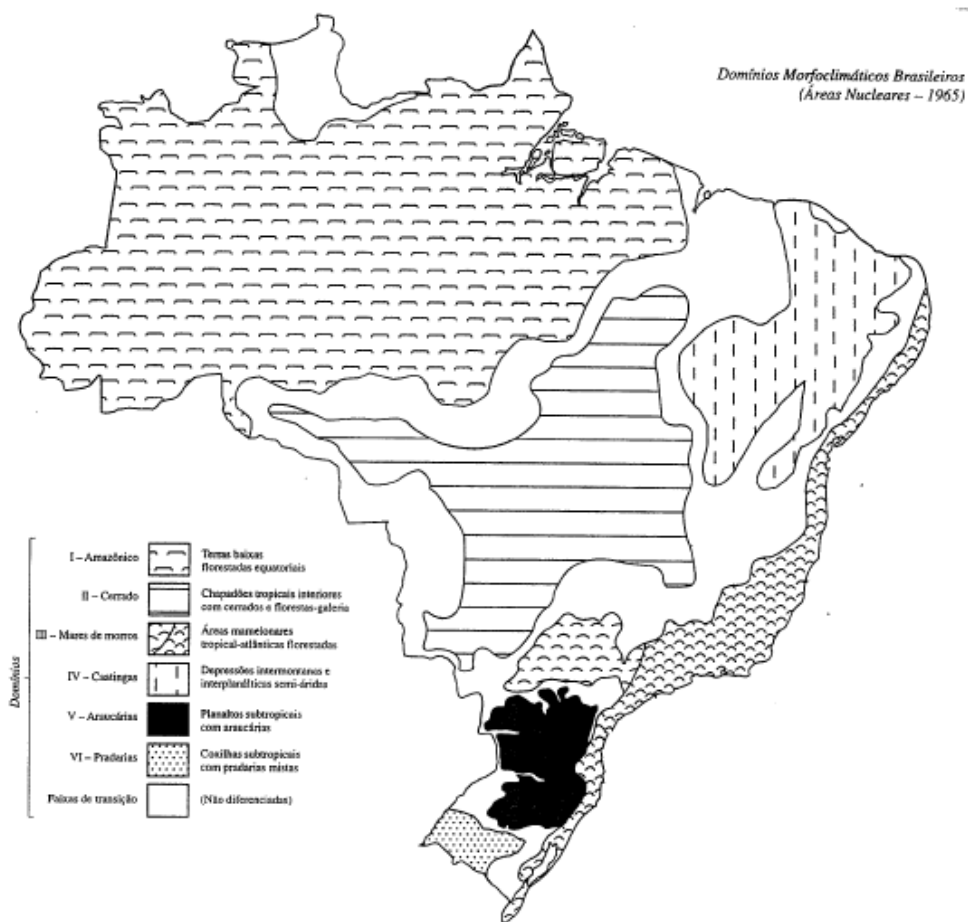 Domínios Morfoclimáticos Brasileiros
(Áreas Nucleares – 1965)
Domínios
I – Amazônico
Terras baixas
florestadas equatoriais
II – Cerrado
Chapadões tropicais interiores
com cerrados e florestas-galeria
III – Mares de morros
Áreas mamelonares
tropical-atlânticas florestadas
IV – Caatingas
Depressões intermontanas e
interplanálticas semi-áridas
V – Araucárias
Planaltos subtropicais
com araucárias
VI – Pradarias
Coxilhas subtropicais
com pradarias mistas
Faixas de transição
(Não diferenciadas)